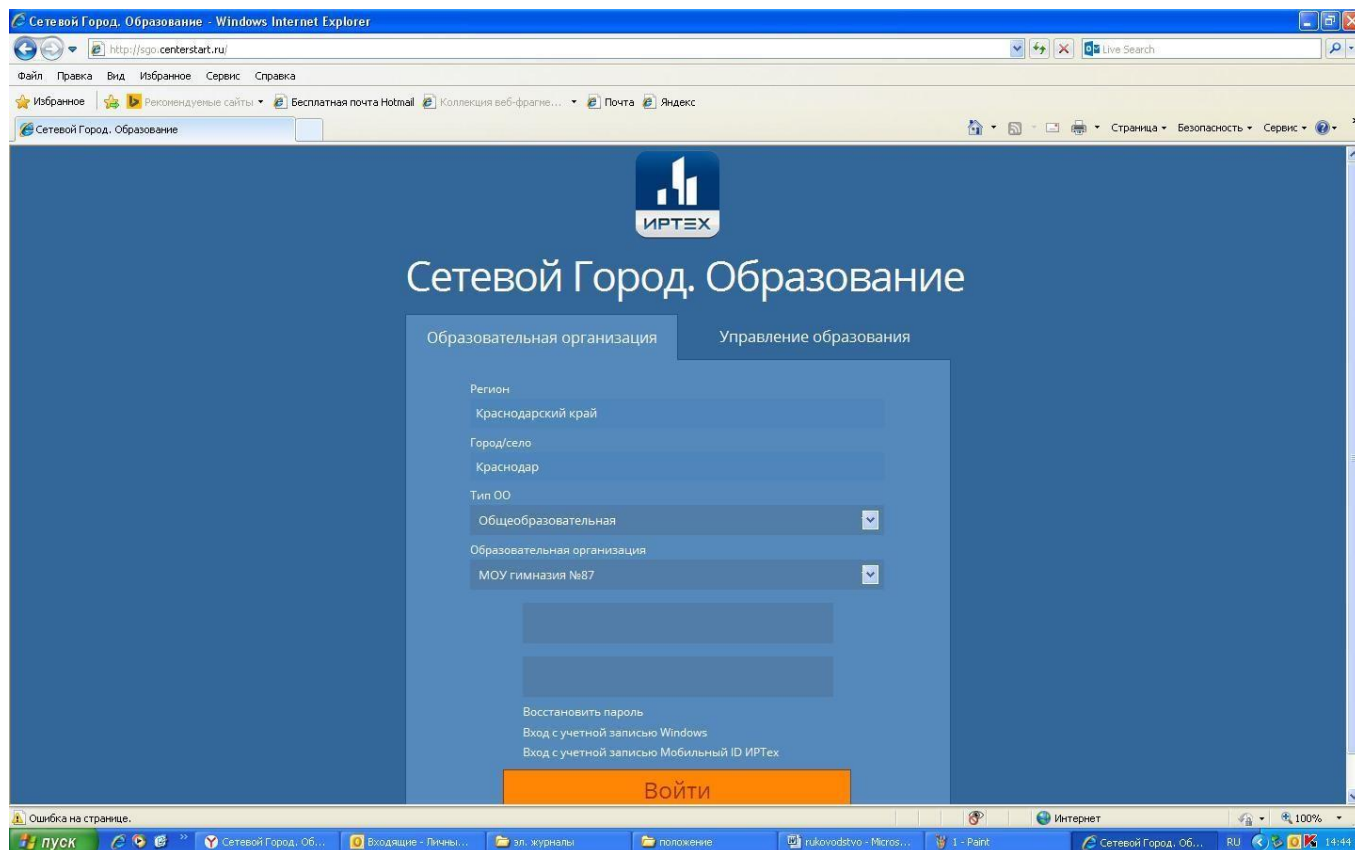 Сетевой Город. Образование - Windows Internet Explorer
http://sgo.centerstart.ru/
Live Search
Файл Правка Вид Избранное Сервис Справка
Избранное Рекомендуемые сайты Бесплатная почта Hotmail Коллекция веб-фрагме... Почта Яндекс
Сетевой Город. Образование
Страница Безопасность Сервис
ИРТЕХ
Сетевой Город. Образование
Образовательная организация Управление образования
Регион
Краснодарский край
Город/село
Краснодар
Тип ОО
Общеобразовательная
Образовательная организация
МОУ гимназия №87
Восстановить пароль
Вход с учетной записью Windows
Вход с учетной записью Мобильный ID ИРТех
Войти
Ошибка на странице. Интернет 100%
пуск Сетевой Город. Об... Входящие - Личны... эл. журналы положение rukovodstvo - Micros... 1 - Paint Сетевой Город. Об... RU 14:44